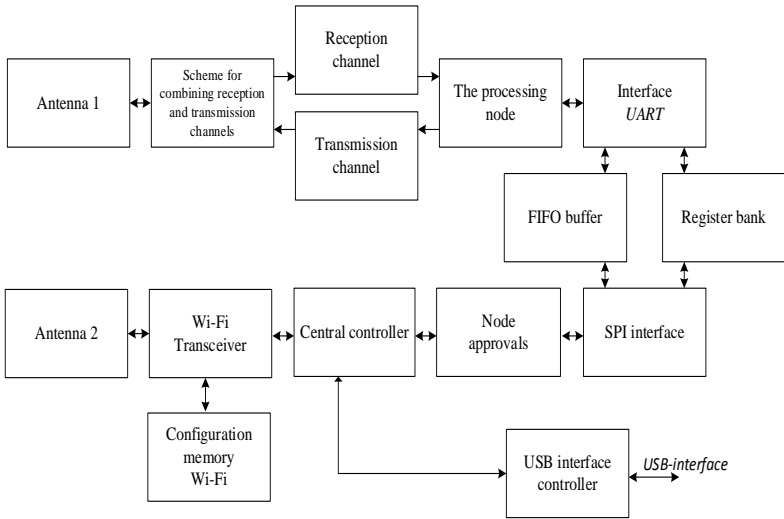 Reception
channel
Antenna 1
Scheme for
combining reception
and transmission
channels
The processing
node
Interface
UART
Transmission
channel
FIFO buffer
Register bank
Antenna 2
Wi-Fi
Transceiver
Central controller
Node
approvals
SPI interface
Configuration
memory
Wi-Fi
USB interface
controller
USB-interface